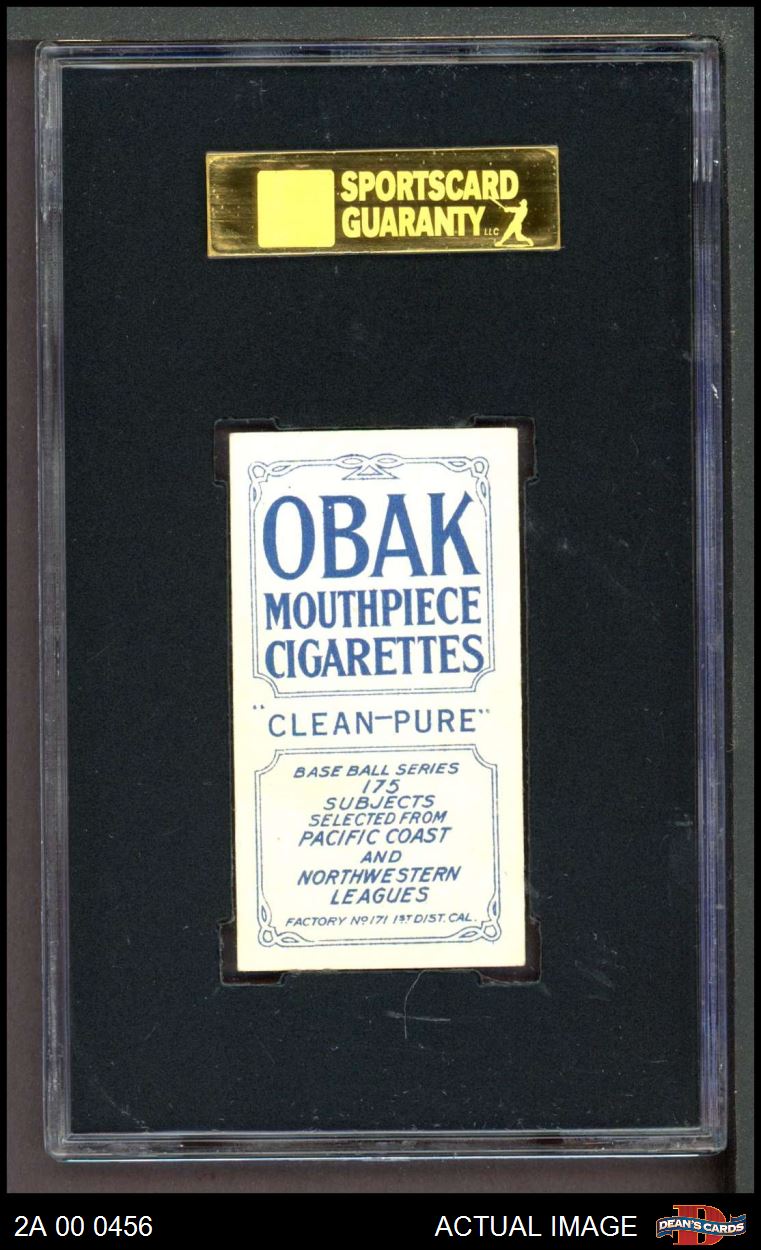 SPORTSCARD
GUARANTY LLC
OBAK
MOUTHPIECE
CIGARETTES
"CLEAN-PURE"
BASE BALL SERIES
175
SUBJECTS
SELECTED FROM
PACIFIC COAST
AND
NORTHWESTERN
LEAGUES
FACTORY Nº 171 1ST DIST. CAL.
2A 00 0456
ACTUAL IMAGE
DEAN'S CARDS